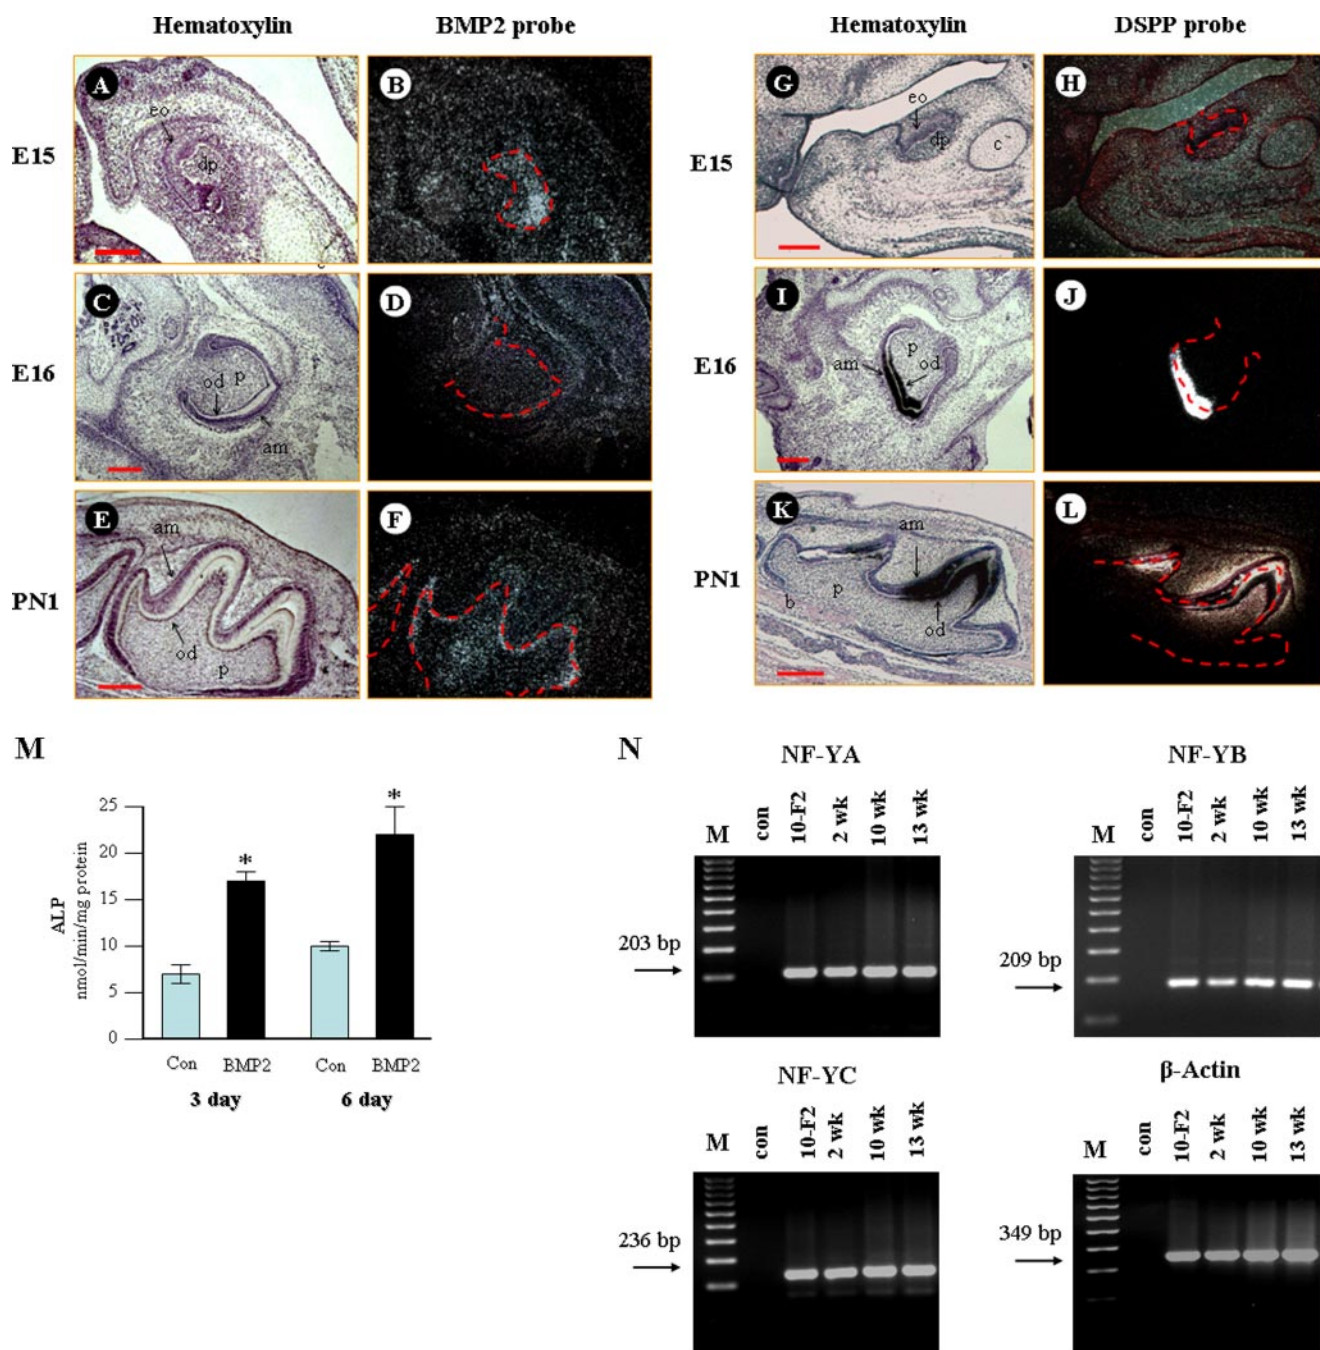 Hematoxylin BMP2 probe Hematoxylin DSPP probe
E15
A
eo
dp
c
B
E15
G
eo
dp
c
H
E16
C
od
p
am
D
E16
I
p
am
od
J
PN1
E
am
od
p
F
PN1
K
am
p
b
od
L
M
ALP
nmol/min/mg protein
25
20
15
10
5
0
*
*
Con BMP2 Con BMP2
3 day 6 day
N
NF-YA
M con 10-F2 2 wk 10 wk 13 wk
203 bp
NF-YB
M con 10-F2 2 wk 10 wk 13 wk
209 bp
NF-YC
M con 10-F2 2 wk 10 wk 13 wk
236 bp
β-Actin
M con 10-F2 2 wk 10 wk 13 wk
349 bp